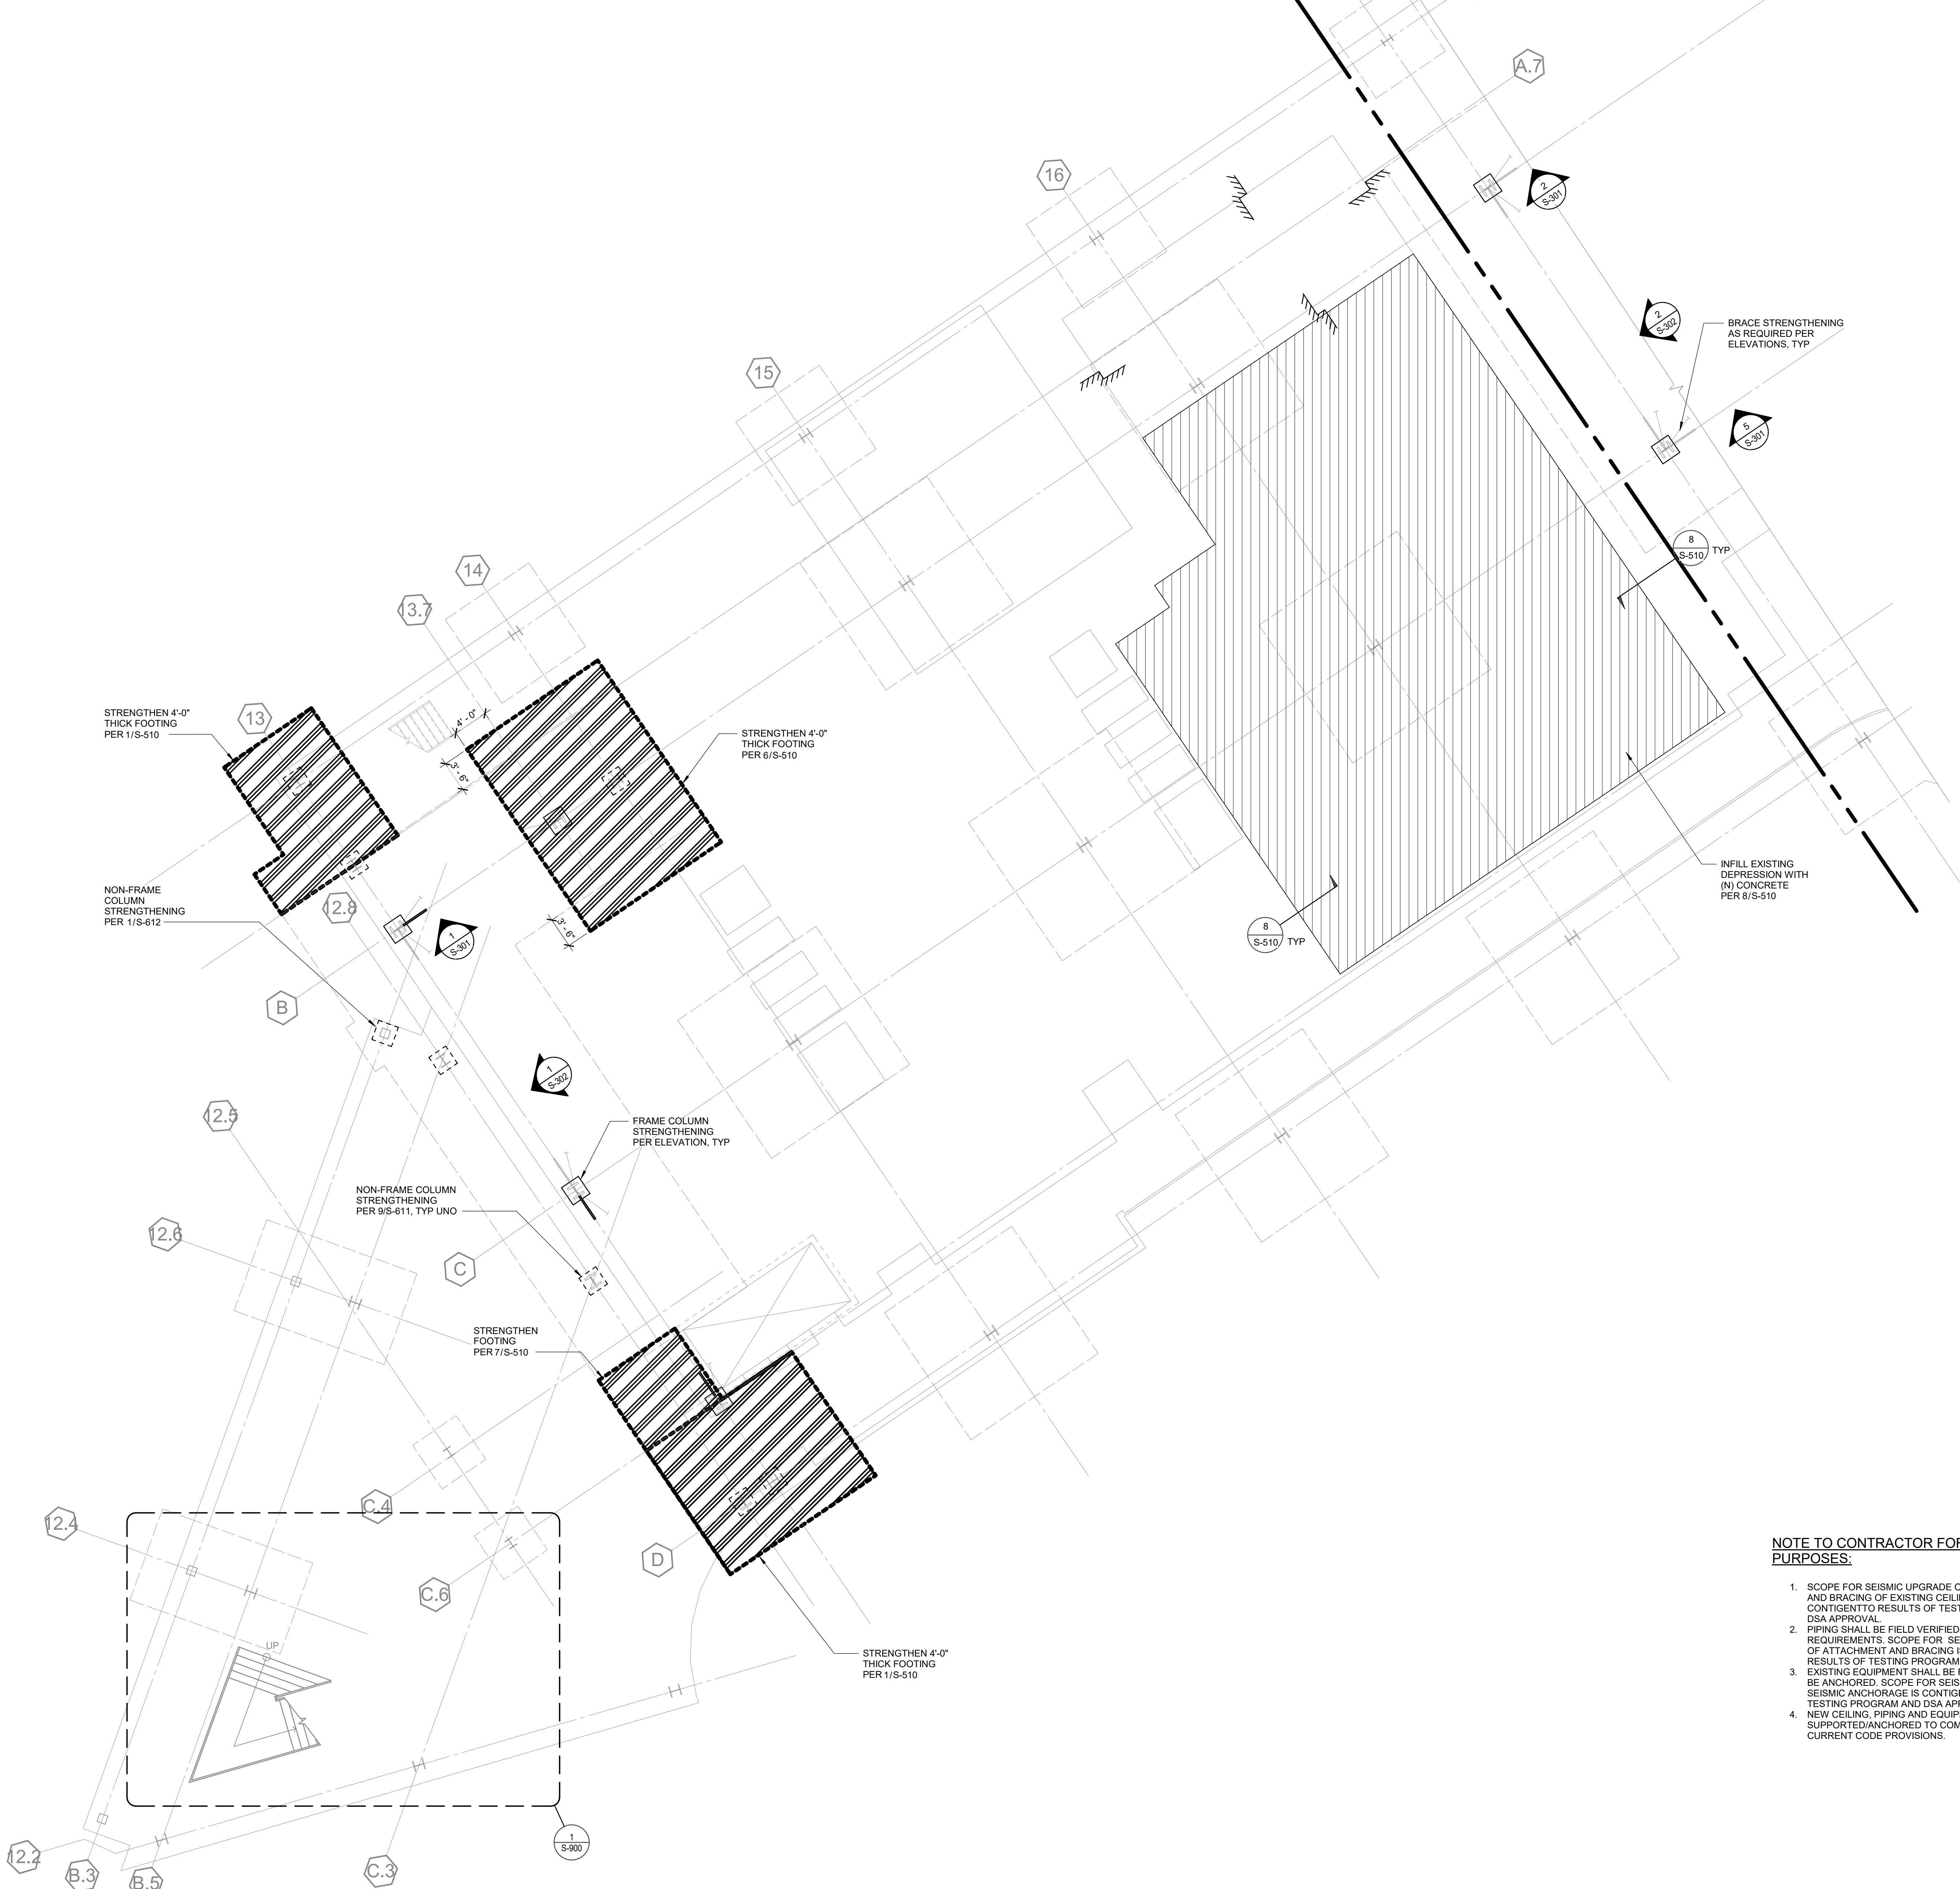 A.7
16
2
S-301
2
S-302
BRACE STRENGTHENING
AS REQUIRED PER
ELEVATIONS, TYP
15
5
S-301
8
S-510
TYP
14
13.7
STRENGTHEN 4'-0"
THICK FOOTING
PER 1/S-510
13
4' - 0"
3' - 6"
STRENGTHEN 4'-0"
THICK FOOTING
PER 6/S-510
NON-FRAME
COLUMN
STRENGTHENING
PER 1/S-612
12.8
1
S-301
3' - 6"
8
S-510
TYP
INFILL EXISTING
DEPRESSION WITH
(N) CONCRETE
PER 8/S-510
B
1
S-302
12.5
FRAME COLUMN
STRENGTHENING
PER ELEVATION, TYP
NON-FRAME COLUMN
STRENGTHENING
PER 9/S-611, TYP UNO
12.6
C
STRENGTHEN
FOOTING
PER 7/S-510
C.4
12.4
D
C.6
UP
STRENGTHEN 4'-0"
THICK FOOTING
PER 1/S-510
1
S-900
12.2
B.3
B.5
C.3
NOTE TO CONTRACTOR FOR
PURPOSES:
1. SCOPE FOR SEISMIC UPGRADE
AND BRACING OF EXISTING
CONTIGENTTO RESULTS OF
DSA APPROVAL.
2. PIPING SHALL BE FIELD VERIFIED
REQUIREMENTS. SCOPE FOR
OF ATTACHMENT AND BRACING
RESULTS OF TESTING PROGRAM
3. EXISTING EQUIPMENT SHALL BE
BE ANCHORED. SCOPE FOR
SEISMIC ANCHORAGE IS
TESTING PROGRAM AND DSA
4. NEW CEILING, PIPING AND
SUPPORTED/ANCHORED TO
CURRENT CODE PROVISIONS.